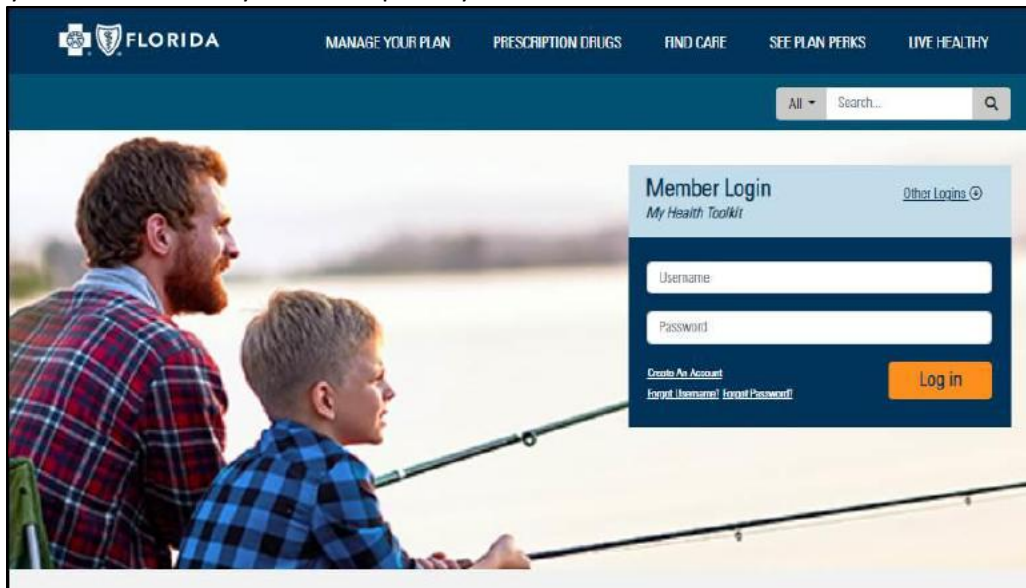 FLORIDA
MANAGE YOUR PLAN PRESCRIPTION DRUGS FIND CARE SEE PLAN PERKS LIVE HEALTHY
All Search...
Member Login Other Logins
My Health Toolkit
Username
Password
Create An Account
Forgot Username? Forgot Password?
Log in